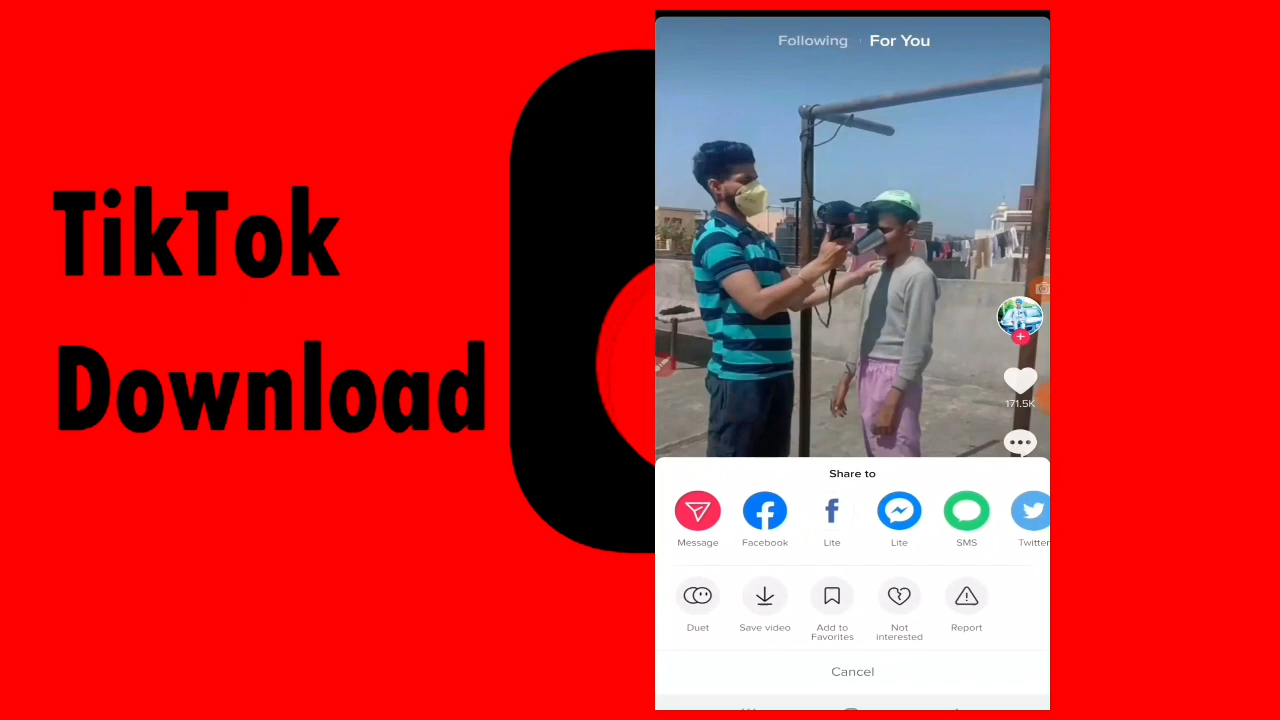 TikTok
Download
Following
For You
171.5K
Share to
Message
Facebook
Lite
Lite
SMS
Twitter
Duet
Save video
Add to
Favorites
Not
interested
Report
Cancel